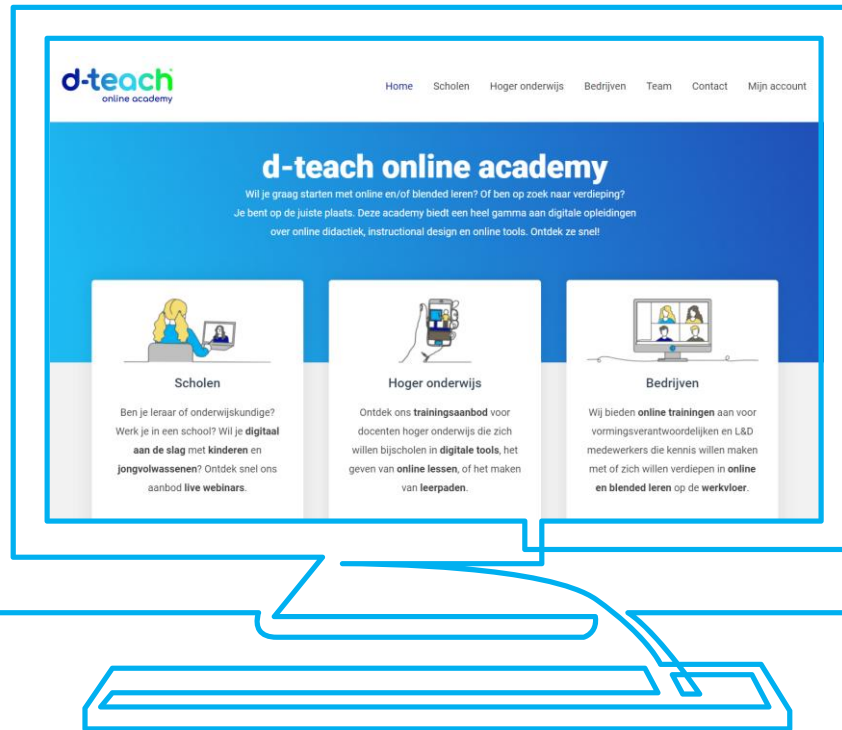 d-teach
online academy
Home Scholen Hoger onderwijs Bedrijven Team Contact Mijn account
d-teach online academy
Wil je graag starten met online en/of blended leren? Of ben op zoek naar verdieping?
Je bent op de juiste plaats. Deze academy biedt een heel gamma aan digitale opleidingen
over online didactiek, instructional design en online tools. Ontdek ze snel!
Scholen
Ben je leraar of onderwijskundige?
Werk je in een school? Wil je digitaal
aan de slag met kinderen en
jongvolwassenen? Ontdek snel ons
aanbod live webinars.
Hoger onderwijs
Ontdek ons trainingsaanbod voor
docenten hoger onderwijs die zich
willen bijscholen in digitale tools, het
geven van online lessen, of het maken
van leerpaden.
Bedrijven
Wij bieden online trainingen aan voor
vormingsverantwoordelijken en L&D
medewerkers die kennis willen maken
met of zich willen verdiepen in online
en blended leren op de werkvloer.